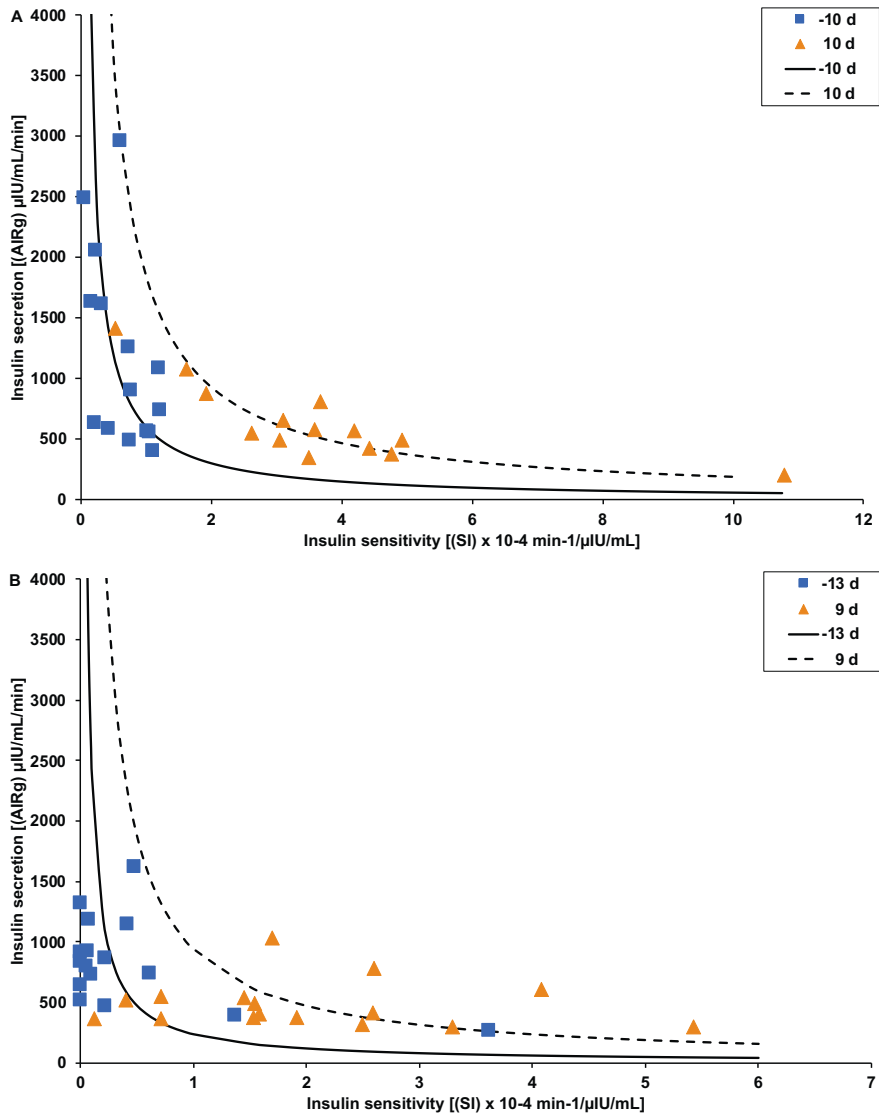 A
4000
3500
3000
2500
2000
1500
1000
500
0
Insulin secretion [(AIRg) µIU/mL/min]
0 2 4 6 8 10 12
Insulin sensitivity [(SI) x 10-4 min-1/µIU/mL]
-10 d
10 d
-10 d
10 d
B
4000
3500
3000
2500
2000
1500
1000
500
0
Insulin secretion [(AIRg) µIU/mL/min]
0 1 2 3 4 5 6 7
Insulin sensitivity [(SI) x 10-4 min-1/µIU/mL]
-13 d
9 d
-13 d
9 d